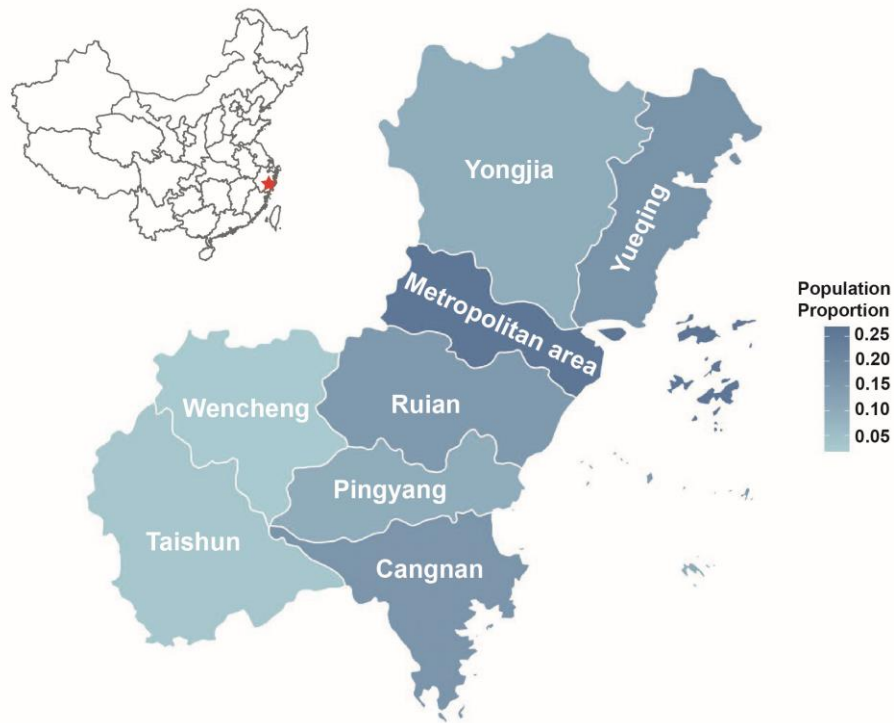 Yongjia
Yueqing
Metropolitan area
Population
Proportion
0.25
0.20
0.15
0.10
0.05
Wencheng
Ruian
Pingyang
Taishun
Cangnan